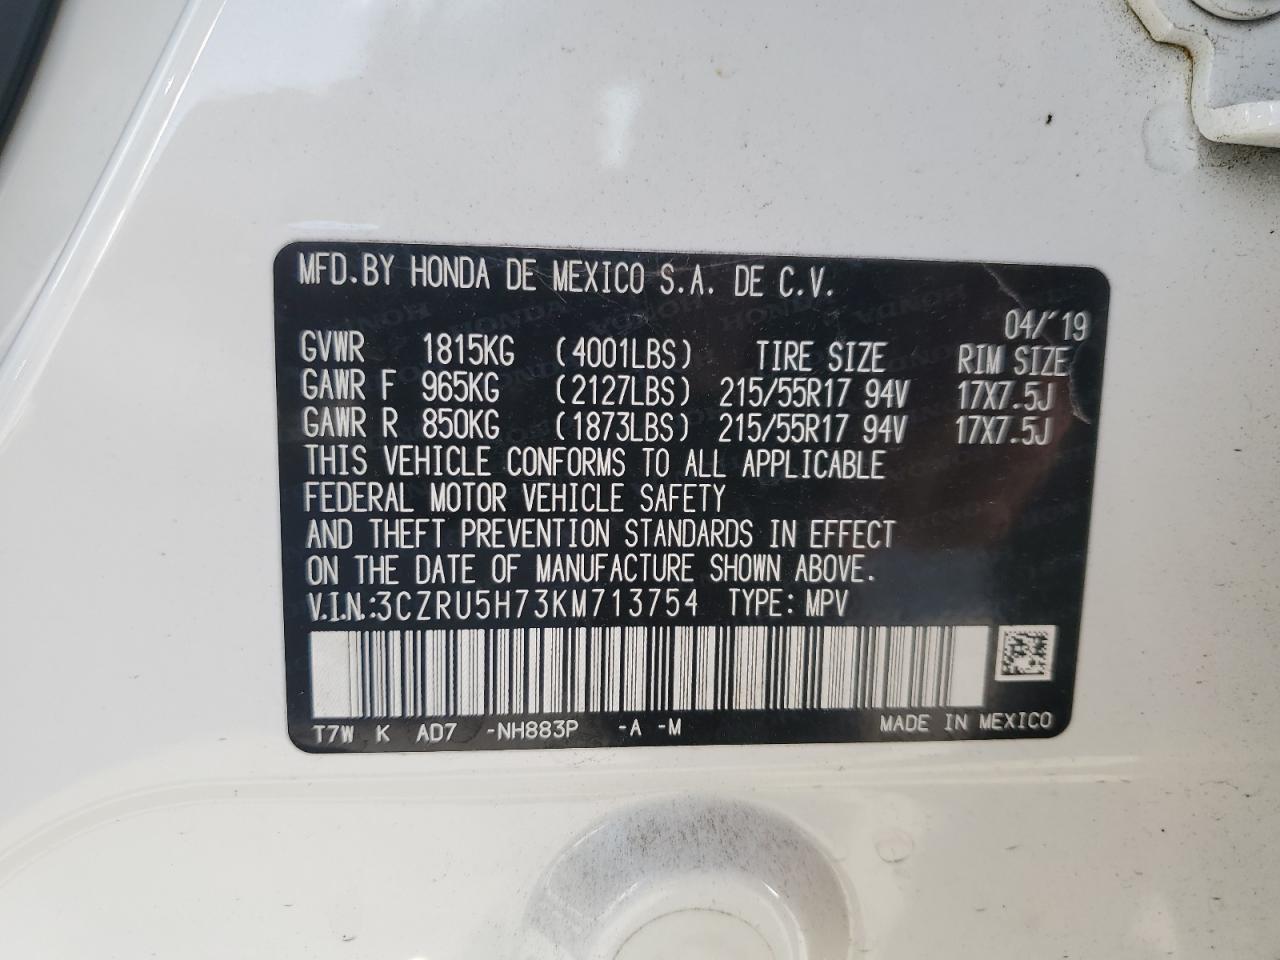 MFD.BY HONDA DE MEXICO S.A. DE C.V.
04/'19
GVWR 1815KG (4001LBS) TIRE SIZE RIM SIZE
GAWR F 965KG (2127LBS) 215/55R17 94V 17X7.5J
GAWR R 850KG (1873LBS) 215/55R17 94V 17X7.5J
THIS VEHICLE CONFORMS TO ALL APPLICABLE
FEDERAL MOTOR VEHICLE SAFETY
AND THEFT PREVENTION STANDARDS IN EFFECT
ON THE DATE OF MANUFACTURE SHOWN ABOVE.
V.I.N.:3CZRU5H73KM713754 TYPE: MPV
T7W K AD7 -NH883P -A -M MADE IN MEXICO